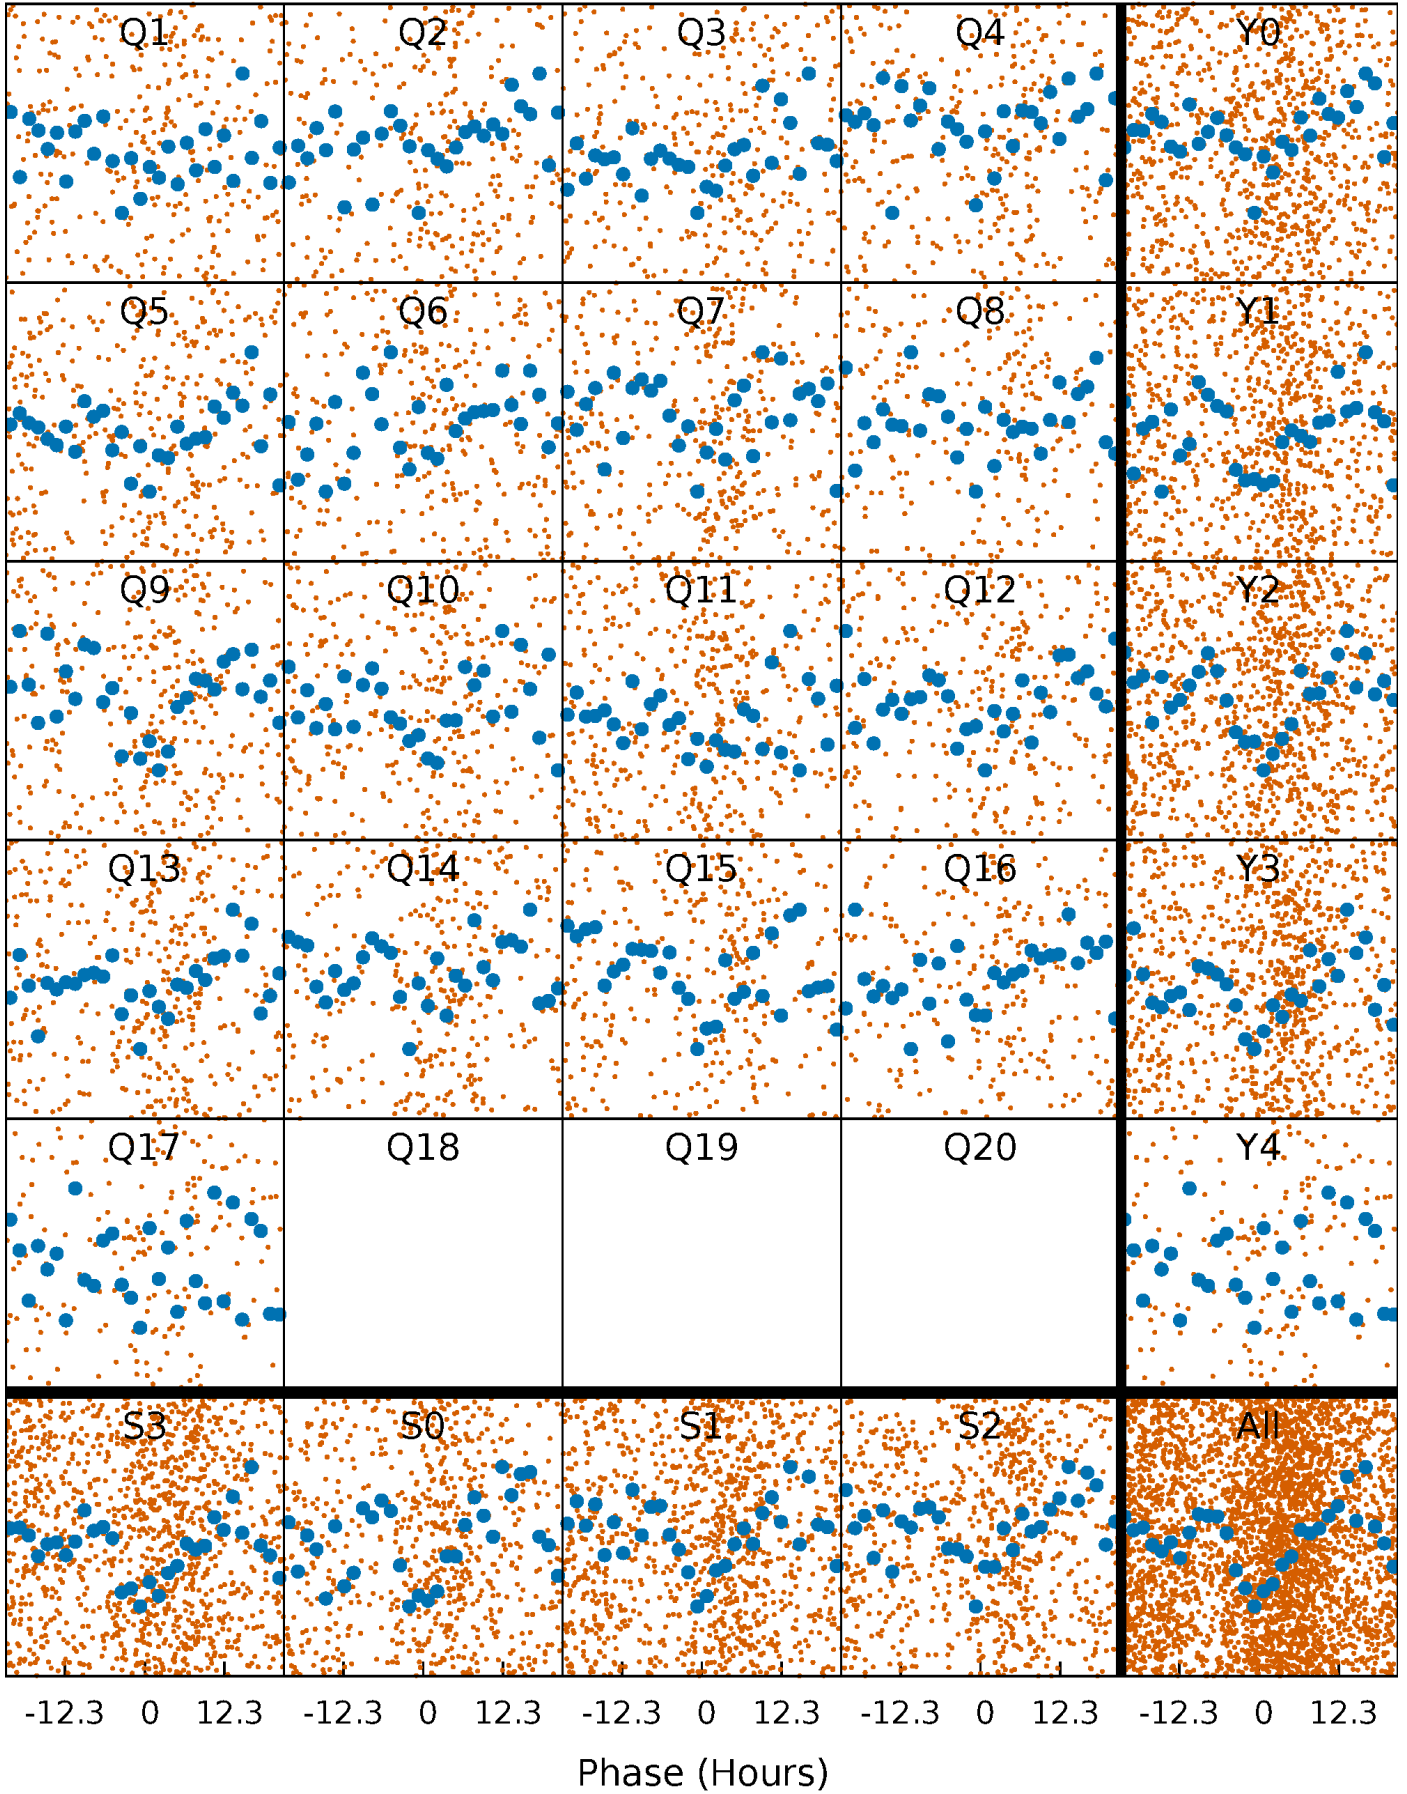 Q1 Q2 Q3 Q4 Y0
Q5 Q6 Q7 Q8 Y1
Q9 Q10 Q11 Q12 Y2
Q13 Q14 Q15 Q16 Y3
Q17 Q18 Q19 Q20 Y4
S3 S0 S1 S2 All
-12.3 0 12.3 -12.3 0 12.3 -12.3 0 12.3 -12.3 0 12.3 -12.3 0 12.3
Phase (Hours)